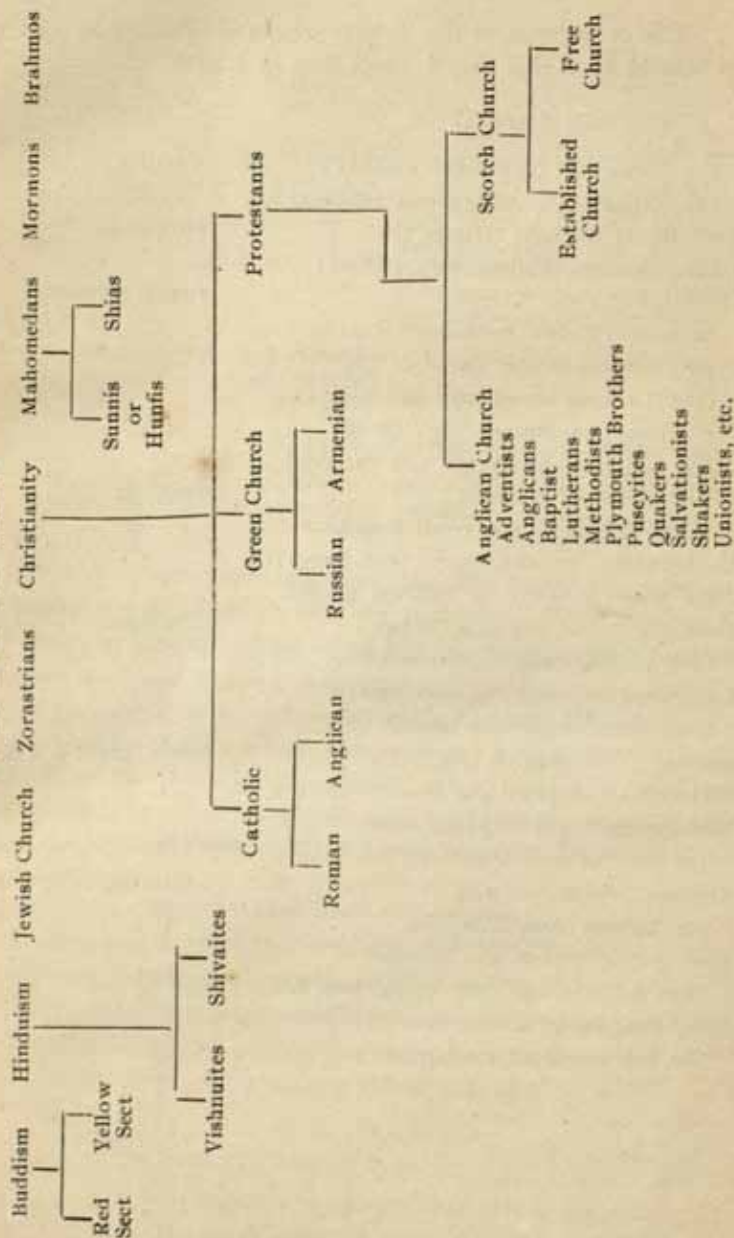 Buddism Hinduism Jewish Church Zorastrians Christianity Mahomedans Mormons Brahmos
Red Sect
Yellow Sect
Vishnuites Shivaites
Sunnis or Hunfis
Shias
Catholic Green Church Protestants
Roman Anglican Russian Armenian
Anglican Church
Adventists
Anglicans
Baptist
Lutherans
Methodists
Plymouth Brothers
Puseyites
Quakers
Salvationists
Shakers
Unionists, etc.
Scotch Church
Established Church
Free Church